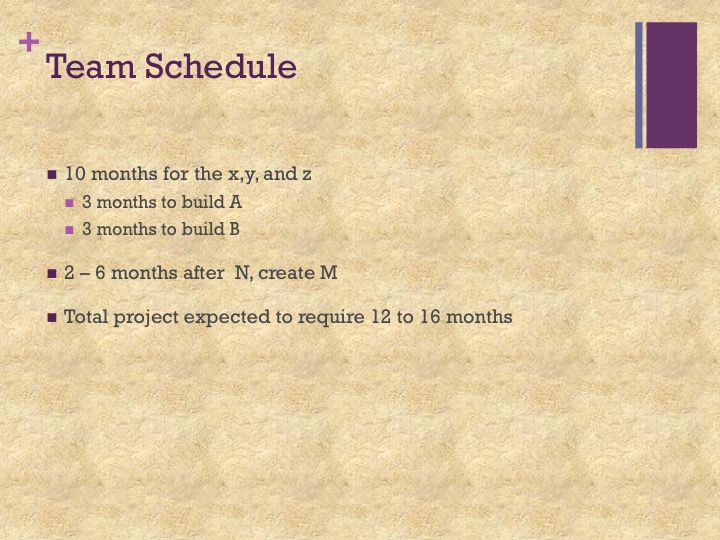 +
Team Schedule
■ 10 months for the x,y, and z
■ 3 months to build A
■ 3 months to build B
■ 2 – 6 months after  N, create M
■ Total project expected to require 12 to 16 months